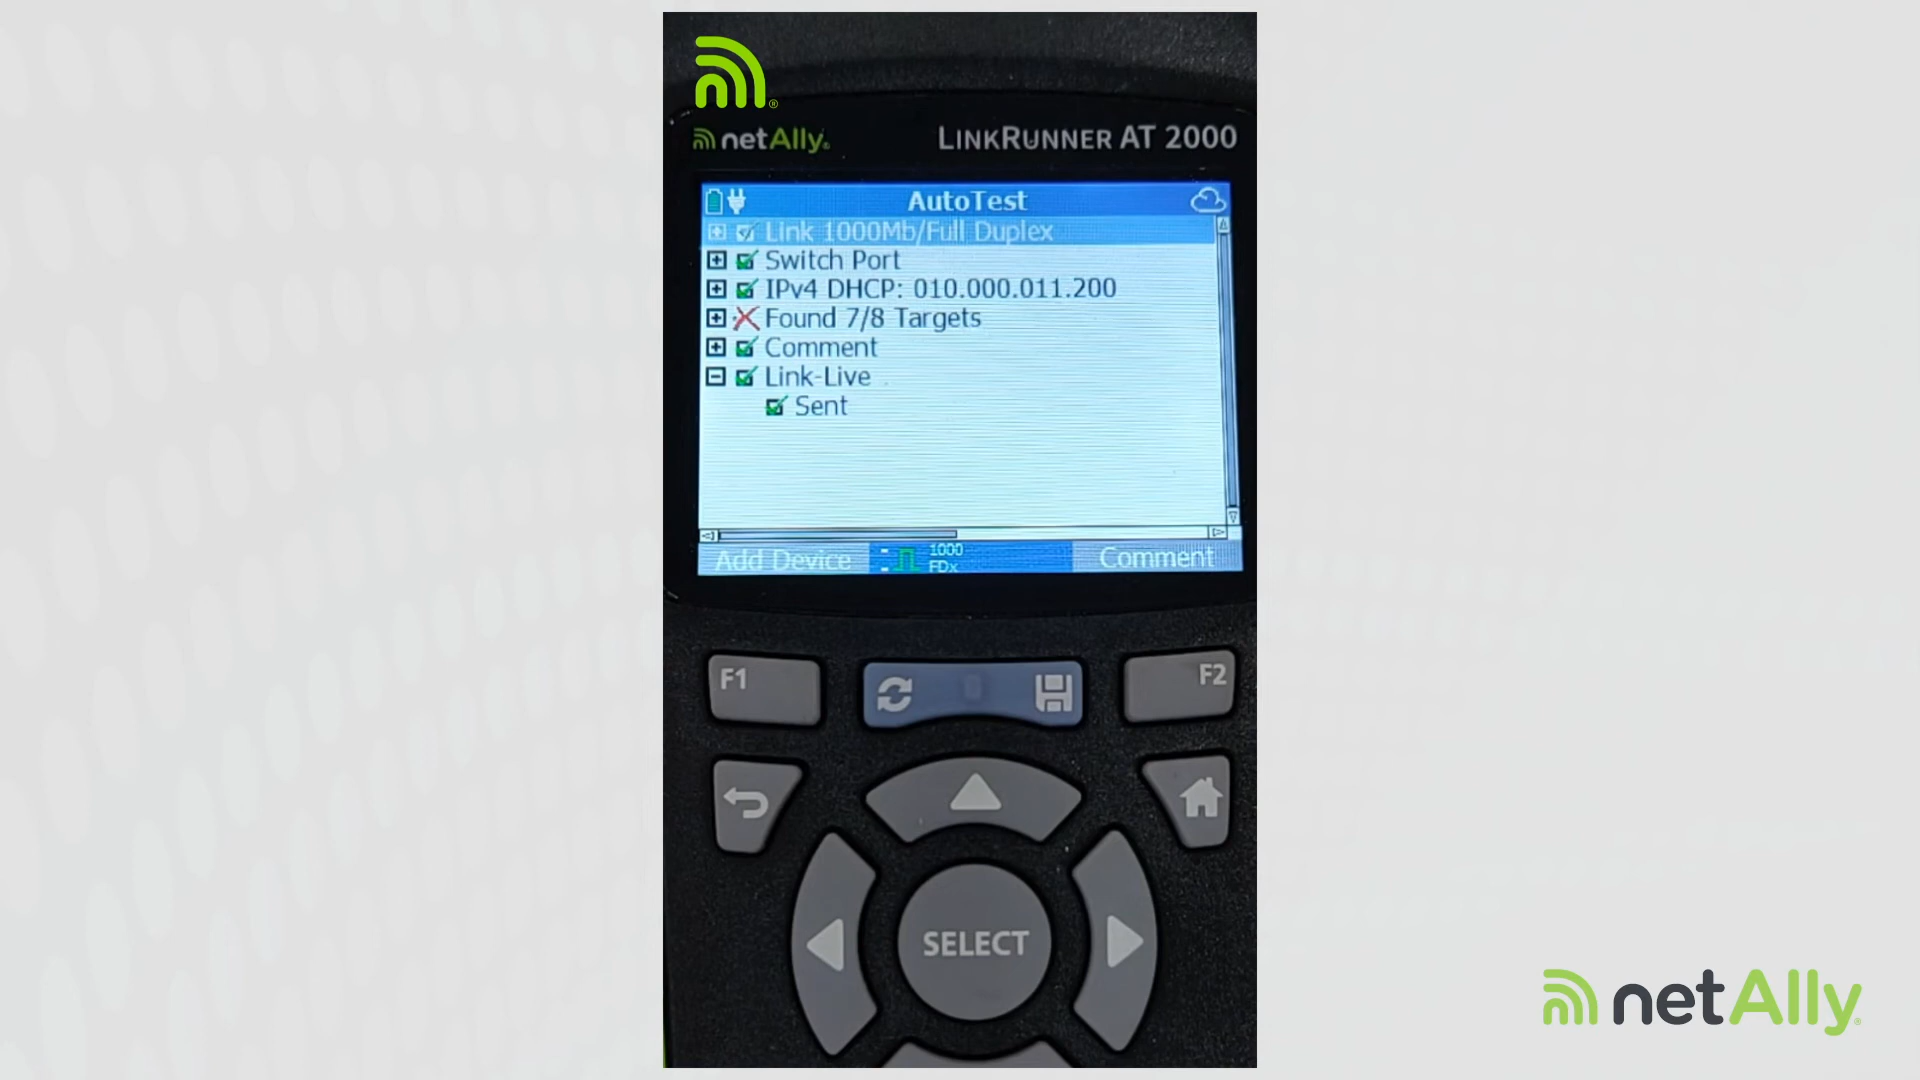 netAlly
LINKRUNNER AT 2000
AutoTest
Link 1000Mb/Full Duplex
Switch Port
IPv4 DHCP: 010.000.011.200
Found 7/8 Targets
Comment
Link-Live
Sent
Add Device
1000
FDx
Comment
F1
F2
SELECT
netAlly